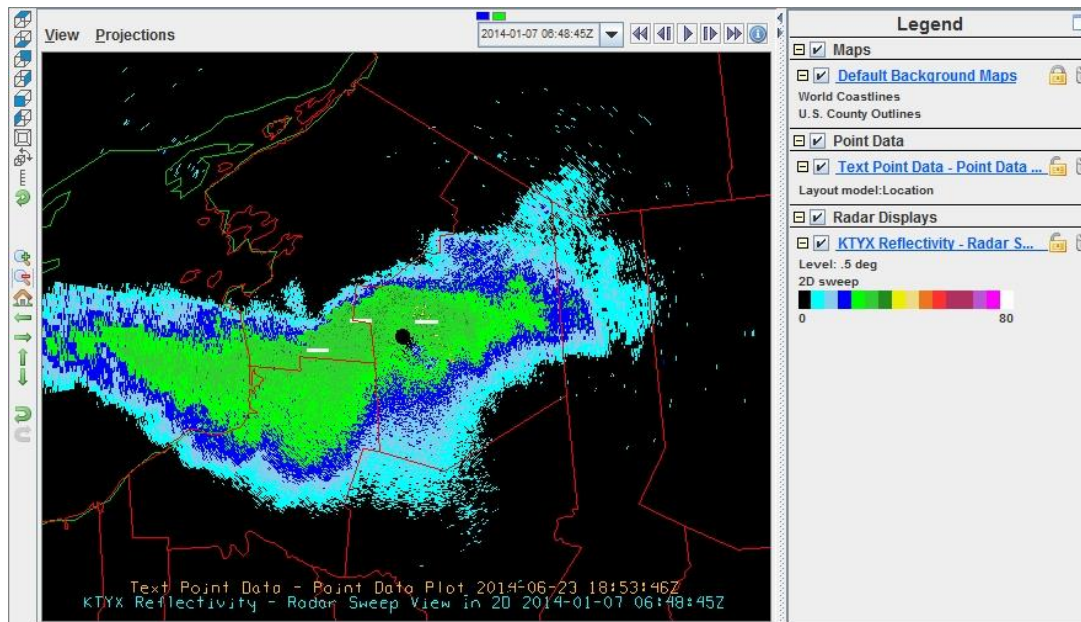 View Projections
2014-01-07 06:48:45Z
Legend
Maps
Default Background Maps
World Coastlines
U.S. County Outlines
Point Data
Text Point Data - Point Data ...
Layout model:Location
Radar Displays
KTYX Reflectivity - Radar S...
Level: .5 deg
2D sweep
0 80
Text Point Data - Point Data Plot 2014-06-23 18:53:46Z
KTYX Reflectivity - Radar Sweep View in 2D 2014-01-07 06:48:45Z